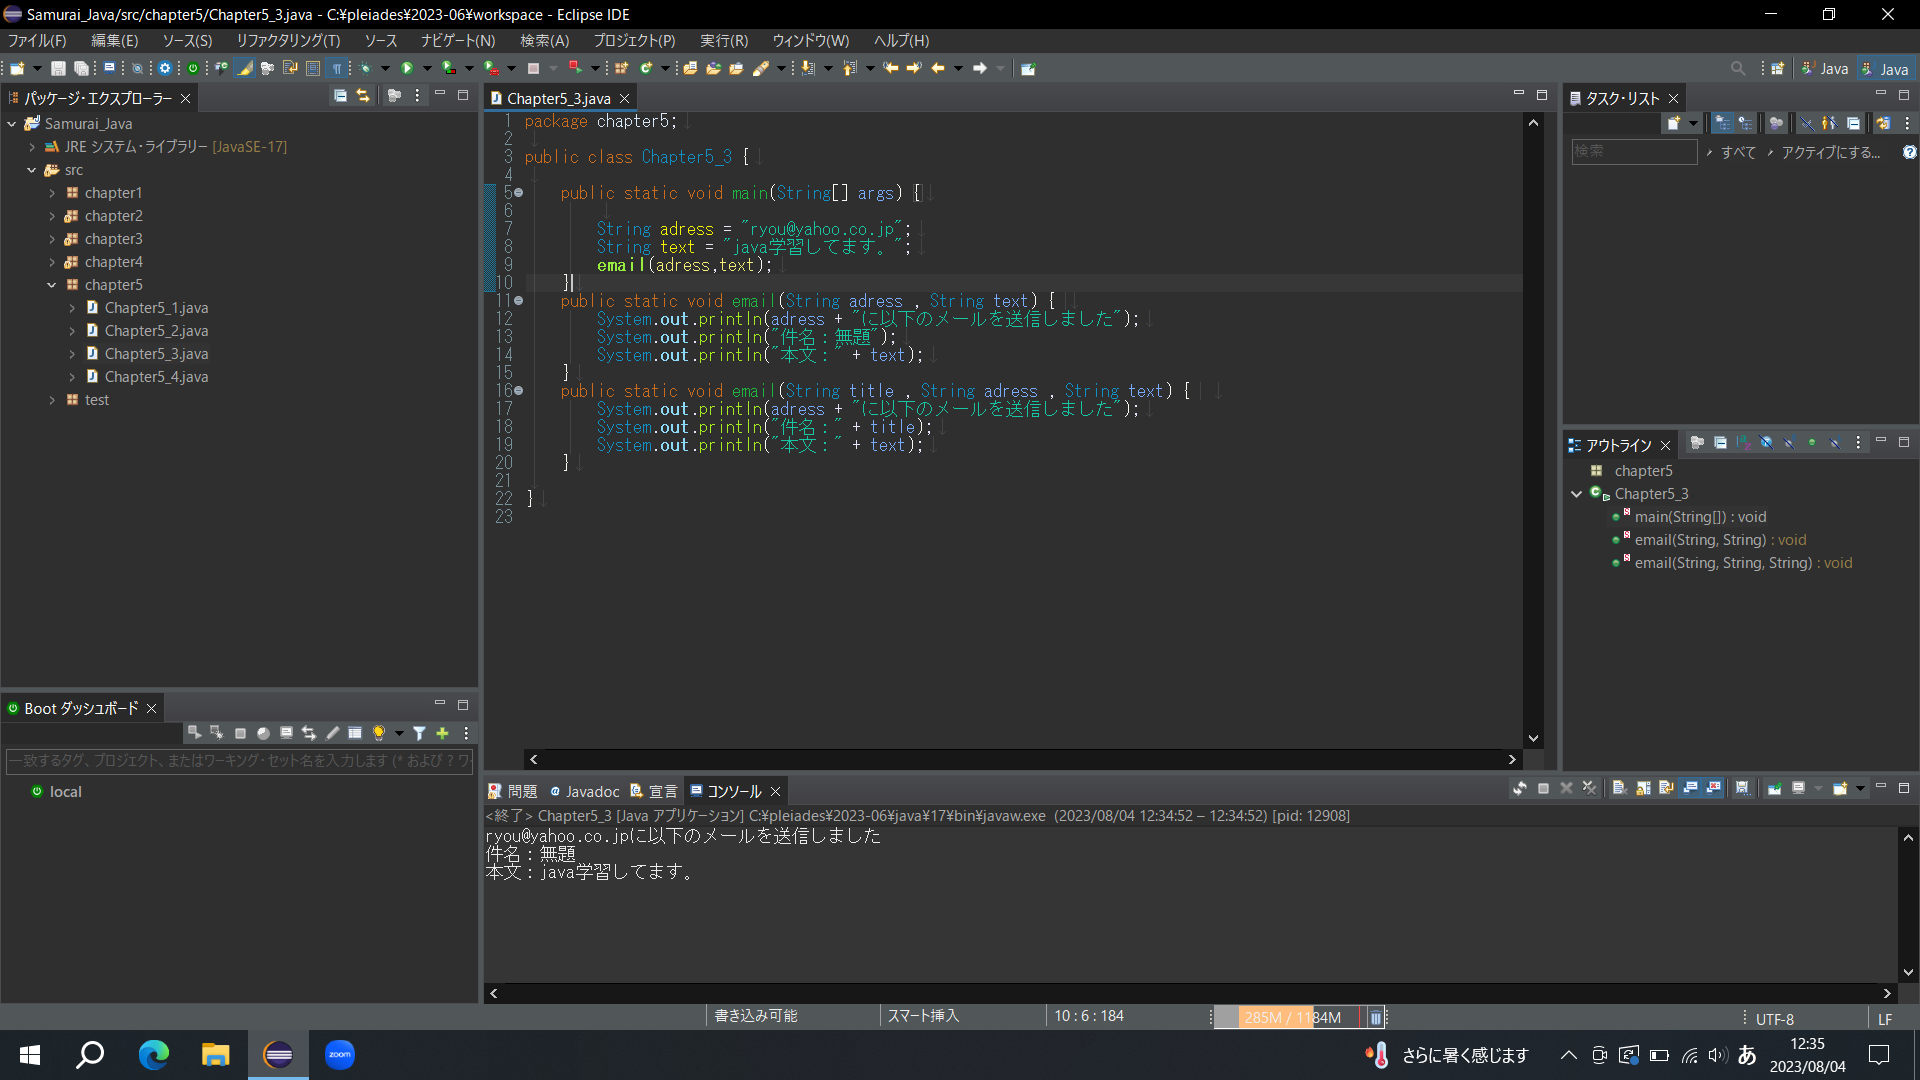 Samurai_Java/src/chapter5/Chapter5_3.java - C:¥pleiades¥2023-06¥workspace - Eclipse IDE
ファイル(F) 編集(E) ソース(S) リファクタリング(T) ソース ナビゲート(N) 検索(A) プロジェクト(P) 実行(R) ウィンドウ(W) ヘルプ(H)
Java Java
パッケージ・エクスプローラー
Samurai_Java
JRE システム・ライブラリー [JavaSE-17]
src
chapter1
chapter2
chapter3
chapter4
chapter5
Chapter5_1.java
Chapter5_2.java
Chapter5_3.java
Chapter5_4.java
test
Boot ダッシュボード
一致するタグ、プロジェクト、またはワーキング・セット名を入力します (* および ? ワ
local
Chapter5_3.java
1 package chapter5;
2
3 public class Chapter5_3 {
4
5 public static void main(String[] args) {
6
7 String adress = "ryou@yahoo.co.jp";
8 String text = "java学習してます。";
9 email(adress,text);
10 }
11 public static void email(String adress , String text) {
12 System.out.println(adress + "に以下のメールを送信しました");
13 System.out.println("件名：無題");
14 System.out.println("本文：" + text);
15 }
16 public static void email(String title , String adress , String text) {
17 System.out.println(adress + "に以下のメールを送信しました");
18 System.out.println("件名：" + title);
19 System.out.println("本文：" + text);
20 }
21
22 }
23
タスク・リスト
検索 すべて アクティブにする...
アウトライン
chapter5
Chapter5_3
main(String[]) : void
email(String, String) : void
email(String, String, String) : void
問題 Javadoc 宣言 コンソール
<終了> Chapter5_3 [Java アプリケーション] C:¥pleiades¥2023-06¥java¥17¥bin¥javaw.exe (2023/08/04 12:34:52 – 12:34:52) [pid: 12908]
ryou@yahoo.co.jpに以下のメールを送信しました
件名：無題
本文：java学習してます。
書き込み可能 スマート挿入 10 : 6 : 184 285M / 1184M UTF-8 LF
zoom
さらに暑く感じます あ 12:35
2023/08/04